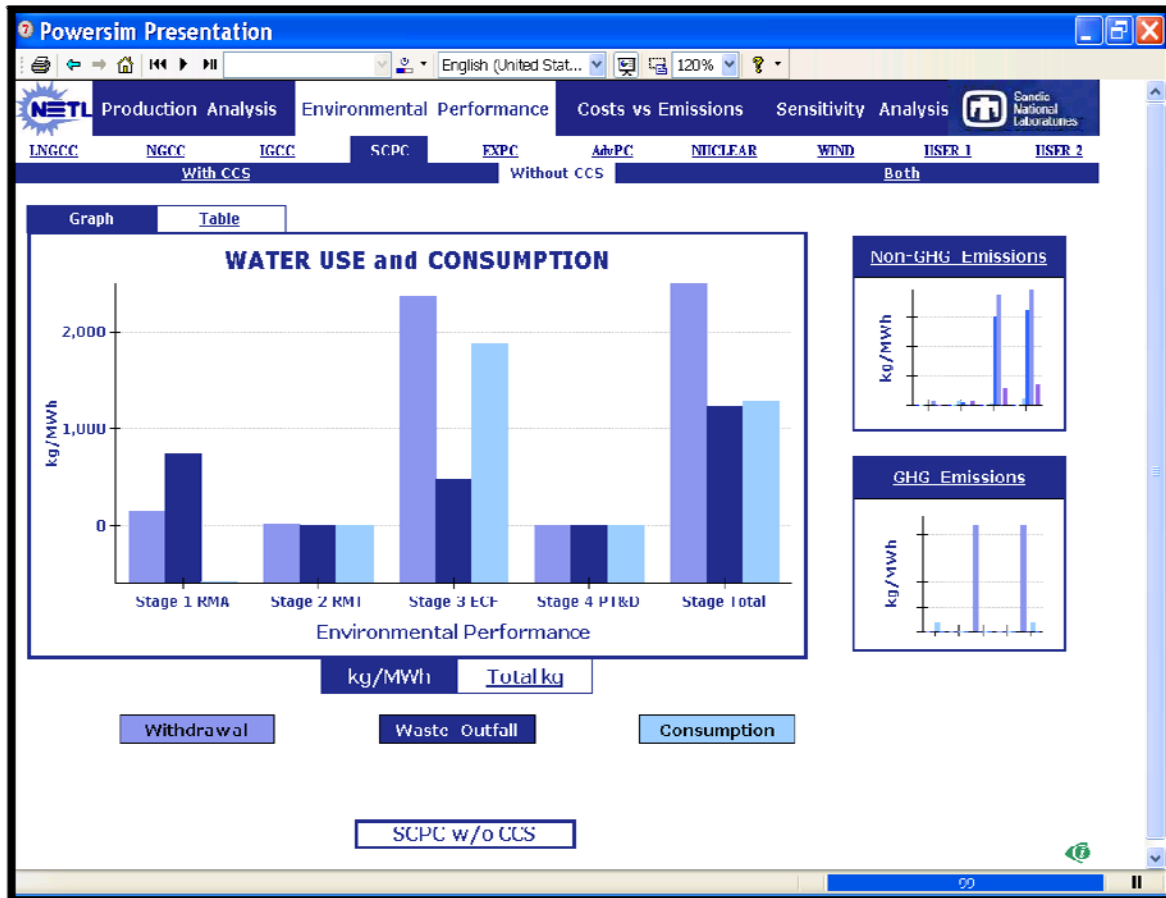 Powersim Presentation
English (United Stat... 120%
NETL Production Analysis Environmental Performance Costs vs Emissions Sensitivity Analysis Sandia National Laboratories
LNGCC NGCC IGCC SCPC EXPC AdvPC NUCLEAR WIND USER 1 USER 2
With CCS Without CCS Both
Graph Table
WATER USE and CONSUMPTION
2,000
1,000
0
kg/MWh
Stage 1 RMA Stage 2 RMT Stage 3 ECF Stage 4 PT&D Stage Total
Environmental Performance
kg/MWh Total kg
Withdrawal Waste Outfall Consumption
SCPC w/o CCS
Non-GHG Emissions
kg/MWh
GHG Emissions
kg/MWh
99